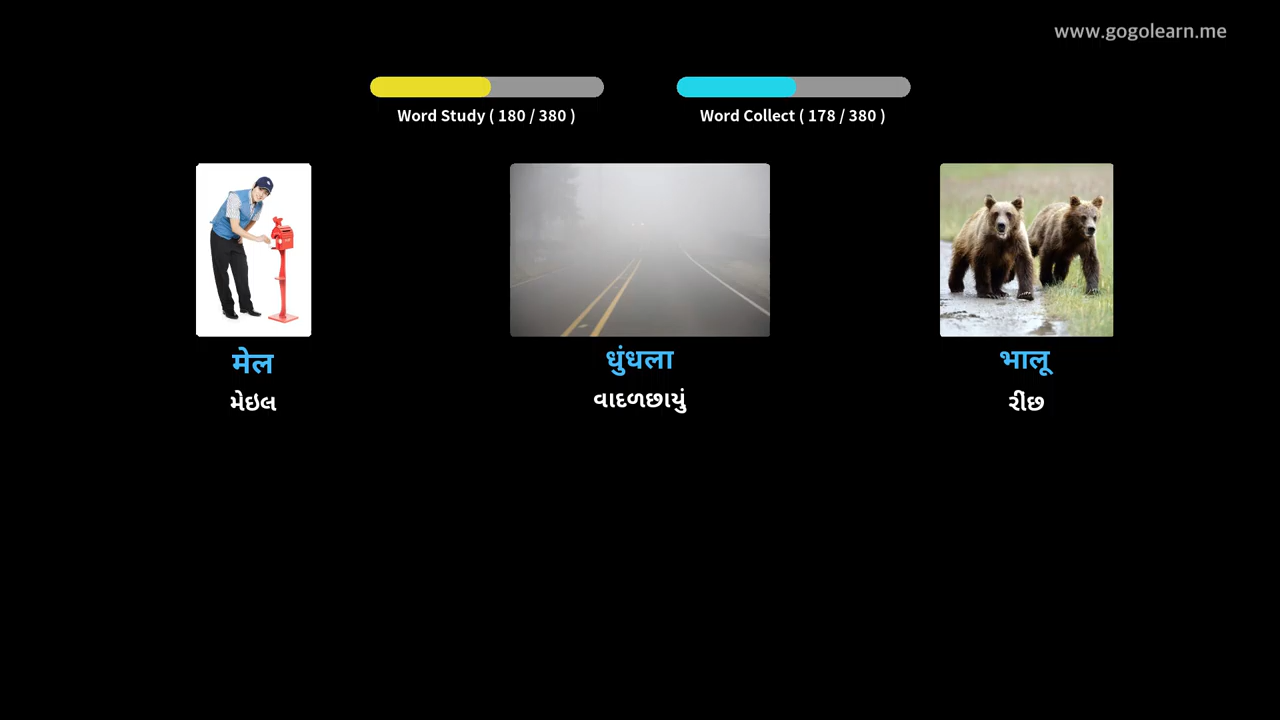 www.gogolearn.me
Word Study ( 180 / 380 )
Word Collect ( 178 / 380 )
मेल
धुंधला
भालू
મેઇલ
વાદળછાયું
રીંછ